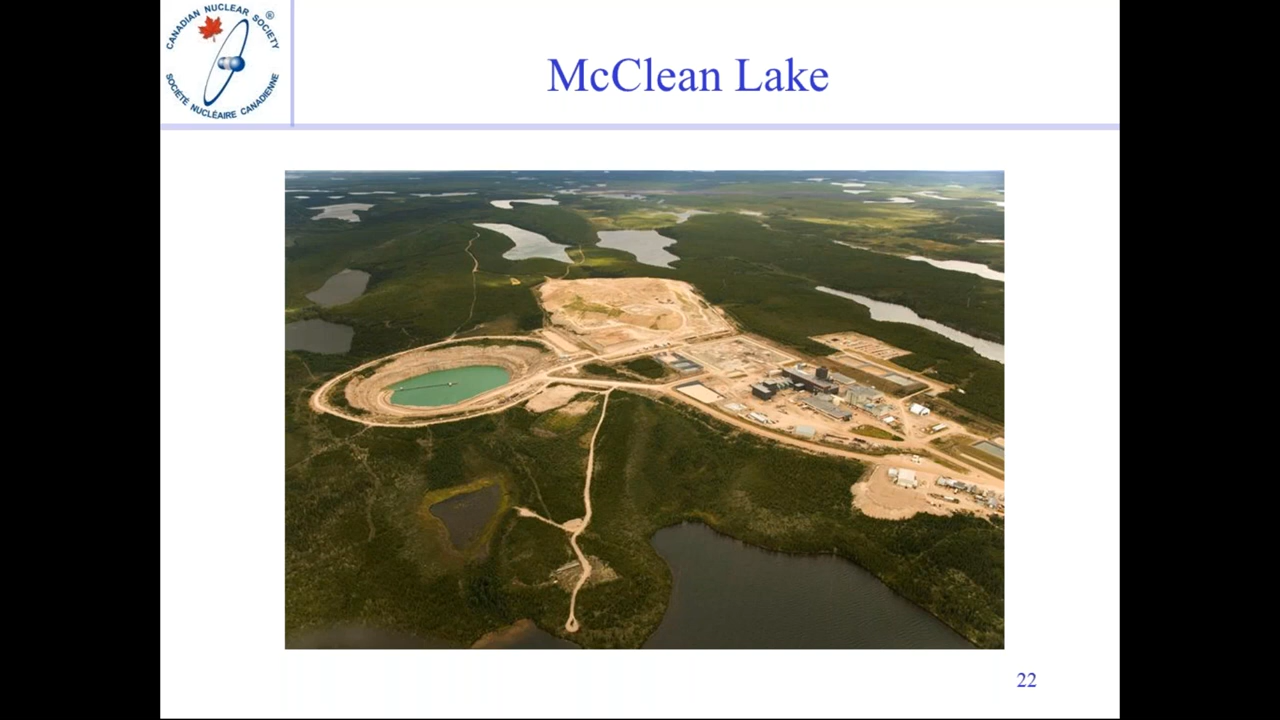 CANADIAN NUCLEAR SOCIETY ®
SOCIÉTÉ NUCLÉAIRE CANADIENNE
McClean Lake
22